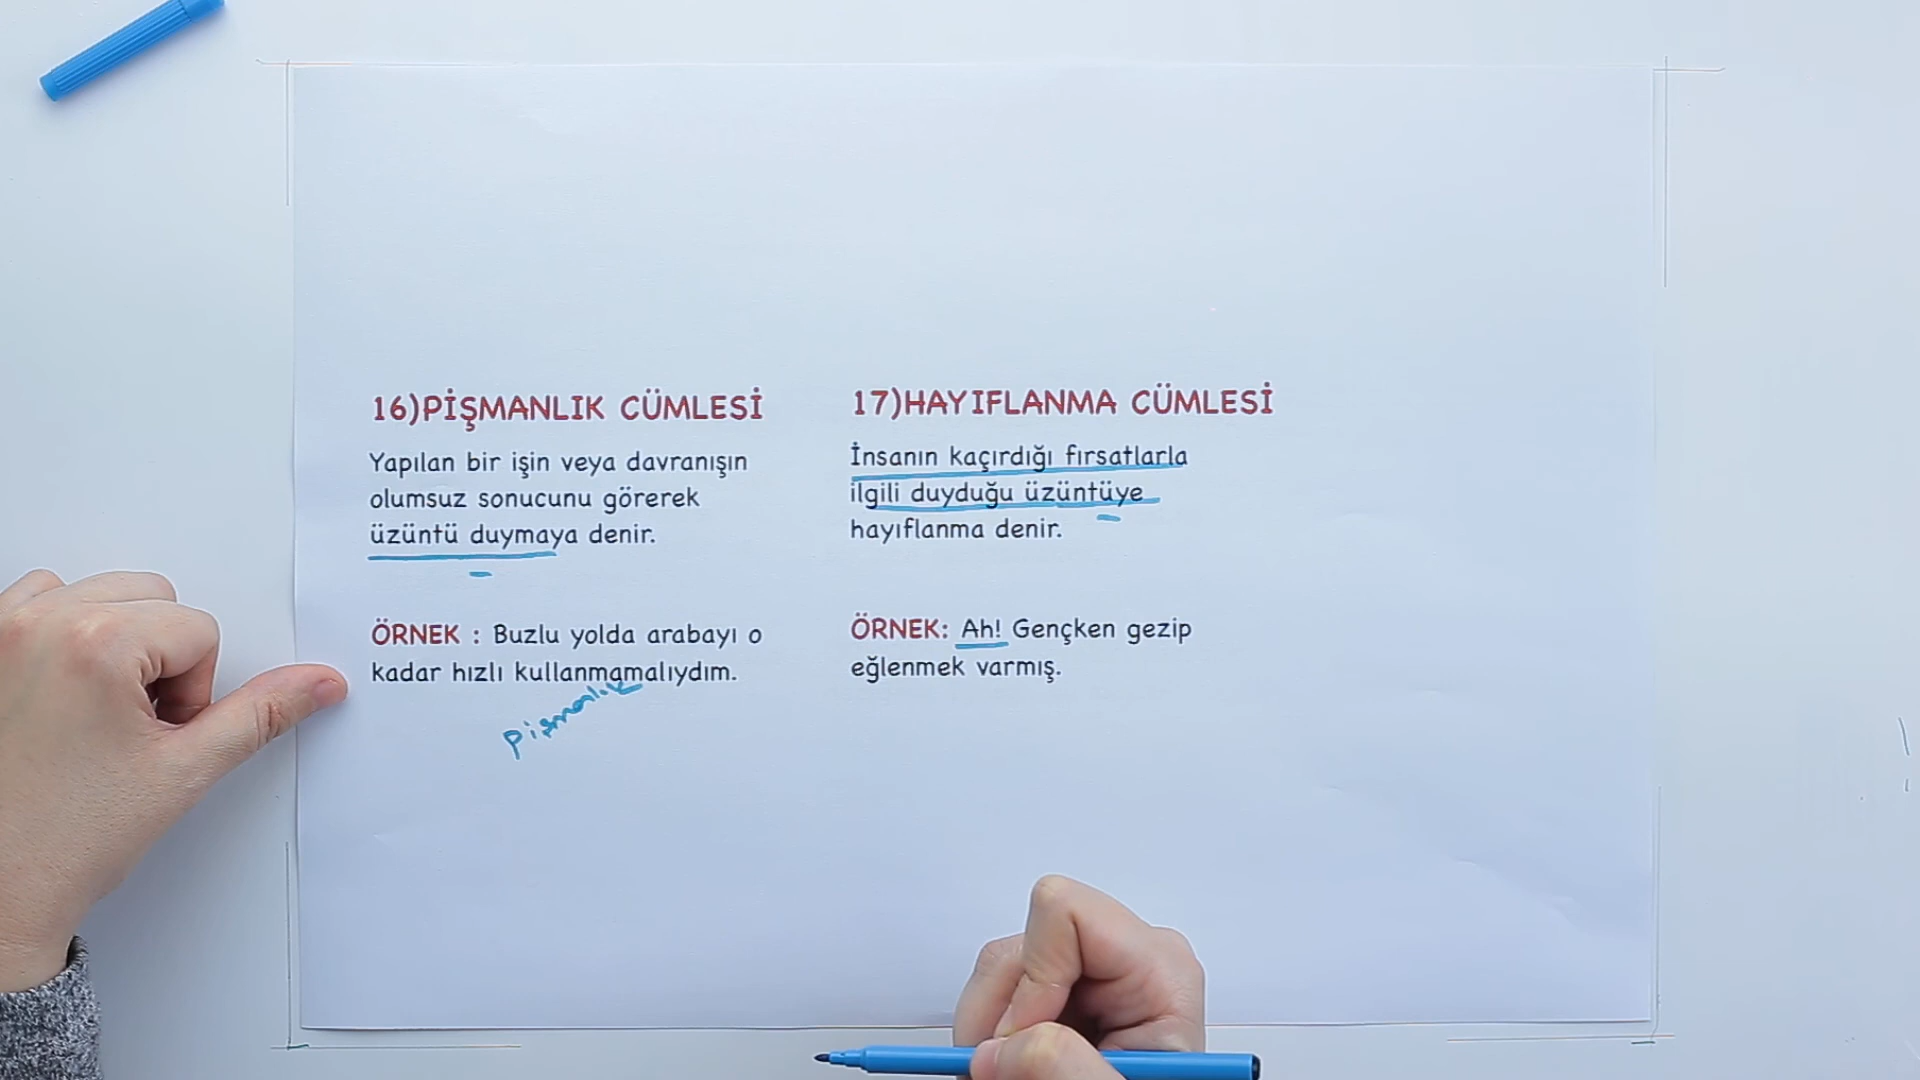 16)PİŞMANLIK CÜMLESİ
Yapılan bir işin veya davranışın
olumsuz sonucunu görerek
üzüntü duymaya denir.
ÖRNEK : Buzlu yolda arabayı o
kadar hızlı kullanmamalıydım.
pişmanlık
17)HAYIFLANMA CÜMLESİ
İnsanın kaçırdığı fırsatlarla
ilgili duyduğu üzüntüye
hayıflanma denir.
ÖRNEK: Ah! Gençken gezip
eğlenmek varmış.